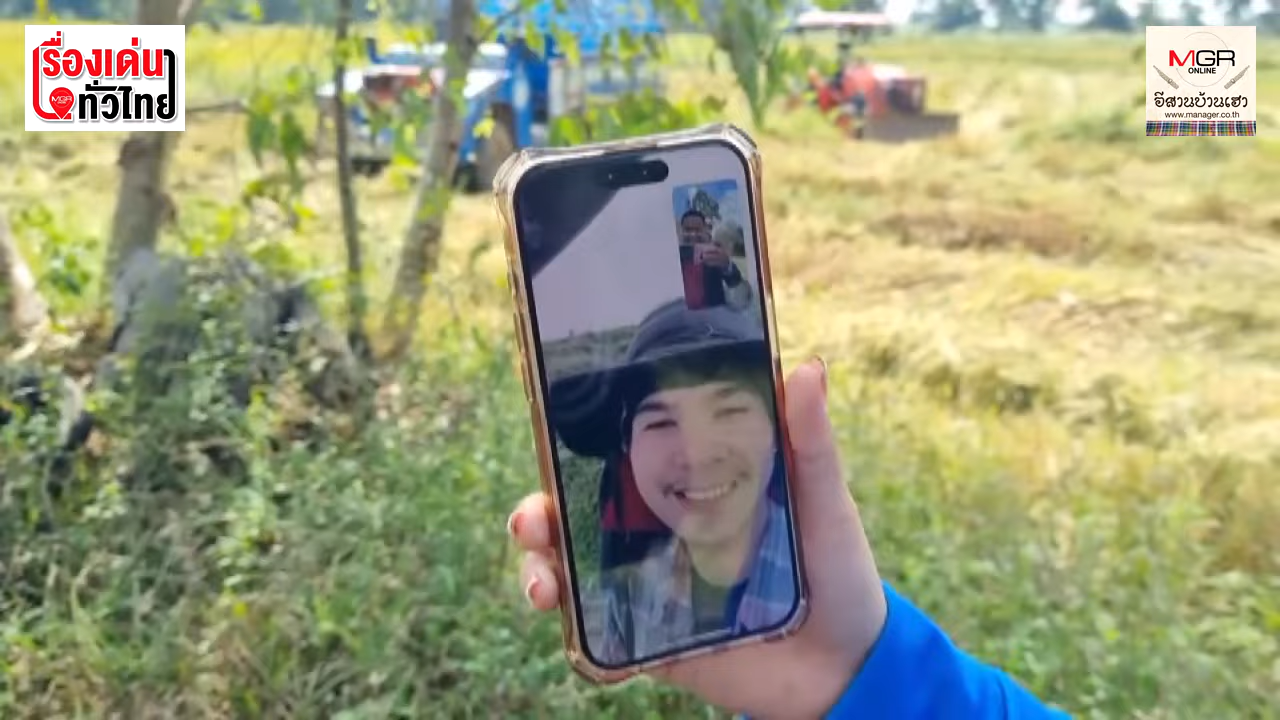 เรื่องเด่น
MGR
ทั่วไทย
MGR
ONLINE
อีสานบ้านเฮา
www.manager.co.th